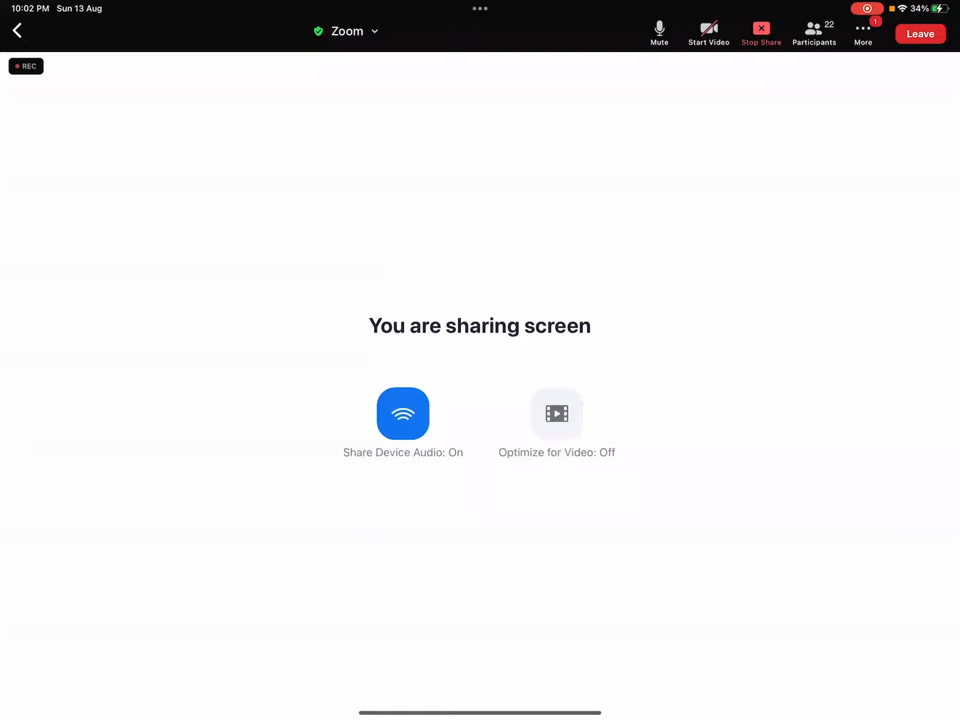 10:02 PM Sun 13 Aug
34%
Zoom
Mute
Start Video
Stop Share
22
Participants
1
More
Leave
REC
You are sharing screen
Share Device Audio: On
Optimize for Video: Off